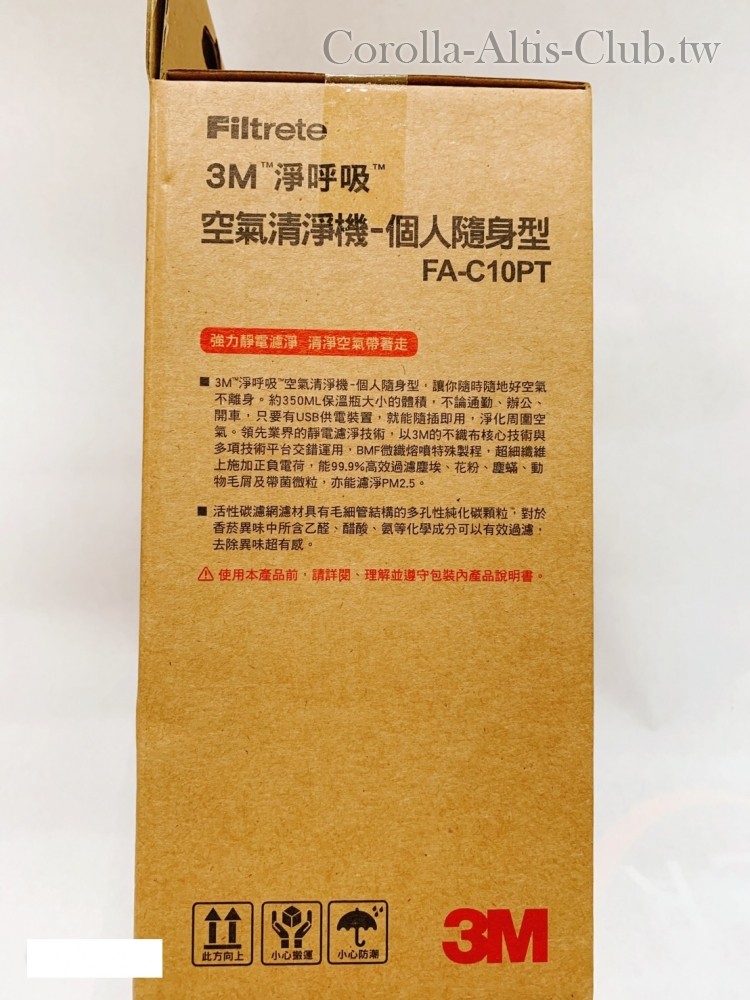 Corolla-Altis-Club.tw
Filtrete
3M™淨呼吸™
空氣清淨機-個人隨身型
FA-C10PT
強力靜電濾淨 清淨空氣帶著走
■ 3M™淨呼吸™空氣清淨機-個人隨身型，讓你隨時隨地好空氣
不離身。約350ML保溫瓶大小的體積，不論通勤、辦公、
開車，只要有USB供電裝置，就能隨插即用，淨化周圍空
氣。領先業界的靜電濾淨技術，以3M的不織布核心技術與
多項技術平台交錯運用，BMF微纖熔噴特殊製程，超細纖維
上施加正負電荷，能99.9%高效過濾塵埃、花粉、塵蟎、動
物毛屑及帶菌微粒，亦能濾淨PM2.5。
■ 活性碳濾網濾材具有毛細管結構的多孔性純化碳顆粒，對於
香菸異味中所含乙醛、醋酸、氨等化學成分可以有效過濾，
去除異味超有感。
⚠ 使用本產品前，請詳閱、理解並遵守包裝內產品說明書。
此方向上 小心搬運 小心防潮
3M